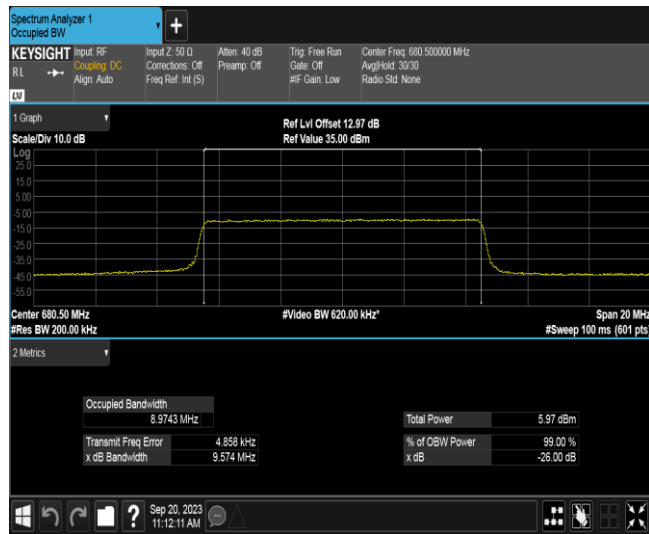 Spectrum Analyzer 1
Occupied BW
+
KEYSIGHT
RL
LXI
Input: RF
Coupling: DC
Align: Auto
Input Z: 50 Ω
Corrections: Off
Freq Ref: Int (S)
Atten: 40 dB
Preamp: Off
Trig: Free Run
Gate: Off
#IF Gain: Low
Center Freq: 680.500000 MHz
Avg|Hold: 30/30
Radio Std: None
1 Graph
Scale/Div 10.0 dB
Ref Lvl Offset 12.97 dB
Ref Value 35.00 dBm
Log
25.0
15.0
5.00
-5.00
-15.0
-25.0
-35.0
-45.0
-55.0
Center 680.50 MHz
#Res BW 200.00 kHz
#Video BW 620.00 kHz*
Span 20 MHz
#Sweep 100 ms (601 pts)
2 Metrics
Occupied Bandwidth
8.9743 MHz
Transmit Freq Error 4.858 kHz
x dB Bandwidth 9.574 MHz
Total Power 5.97 dBm
% of OBW Power 99.00 %
x dB -26.00 dB
?
Sep 20, 2023
11:12:11 AM